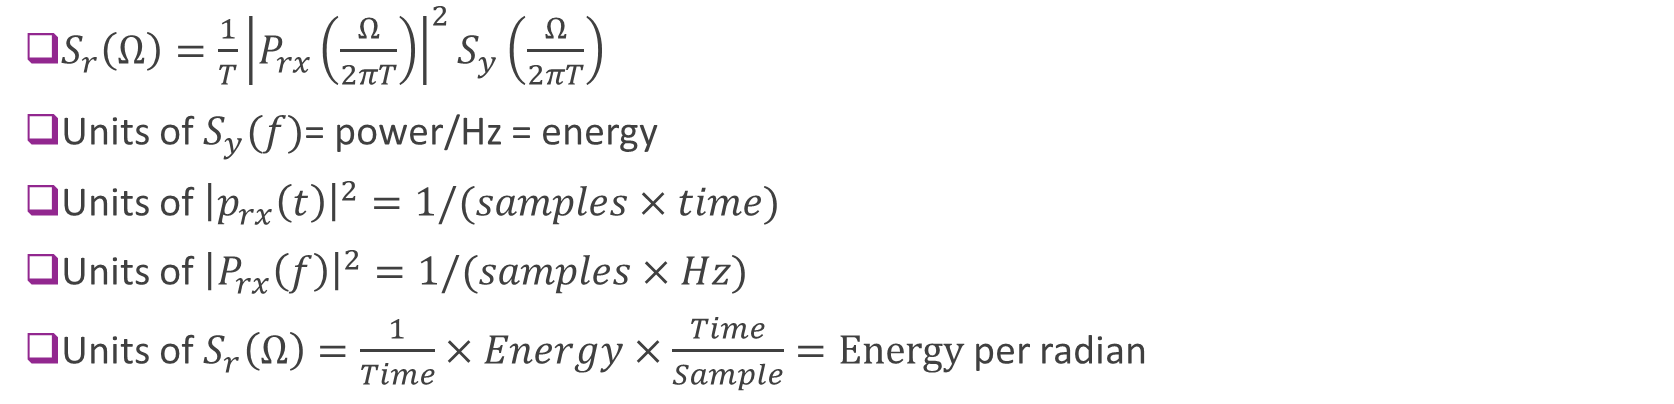 ❑S_r(Ω) = 1/T |P_rx(Ω/2πT)|² S_y(Ω/2πT)
❑Units of S_y(f)= power/Hz = energy
❑Units of |p_rx(t)|² = 1/(samples × time)
❑Units of |P_rx(f)|² = 1/(samples × Hz)
❑Units of S_r(Ω) = 1/Time × Energy × Time/Sample = Energy per radian